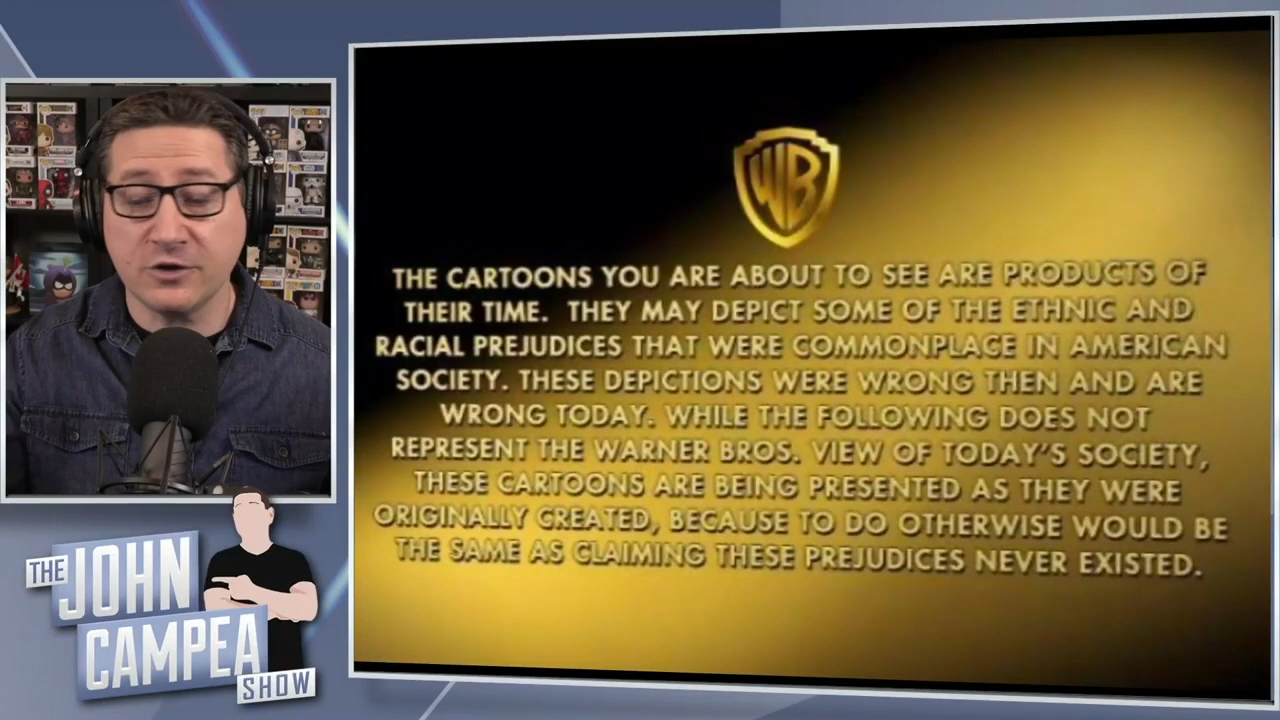 WB
THE CARTOONS YOU ARE ABOUT TO SEE ARE PRODUCTS OF
THEIR TIME. THEY MAY DEPICT SOME OF THE ETHNIC AND
RACIAL PREJUDICES THAT WERE COMMONPLACE IN AMERICAN
SOCIETY. THESE DEPICTIONS WERE WRONG THEN AND ARE
WRONG TODAY. WHILE THE FOLLOWING DOES NOT
REPRESENT THE WARNER BROS. VIEW OF TODAY'S SOCIETY,
THESE CARTOONS ARE BEING PRESENTED AS THEY WERE
ORIGINALLY CREATED, BECAUSE TO DO OTHERWISE WOULD BE
THE SAME AS CLAIMING THESE PREJUDICES NEVER EXISTED.
THE
JOHN
CAMPEA
SHOW